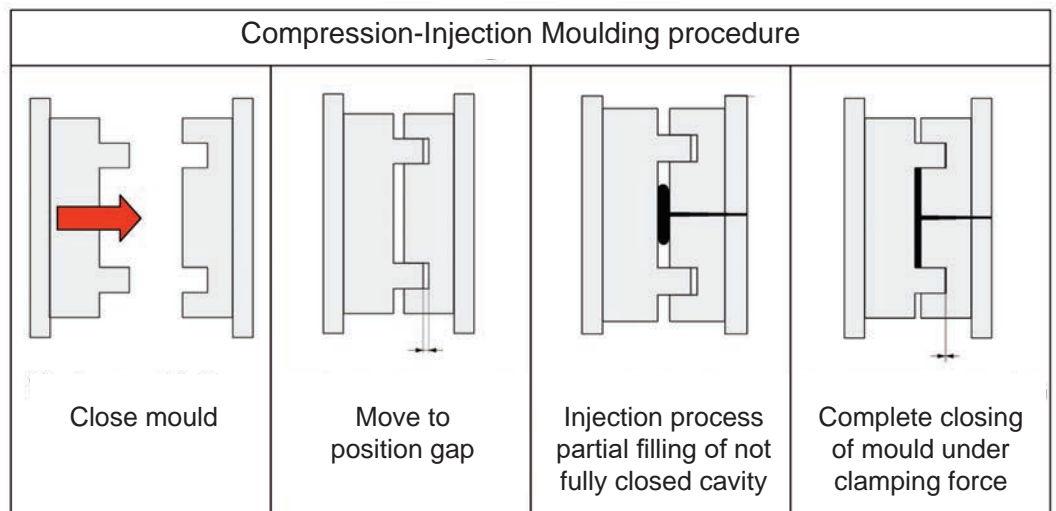 Compression-Injection Moulding procedure
Close mould
Move to
position gap
Injection process
partial filling of not
fully closed cavity
Complete closing
of mould under
clamping force